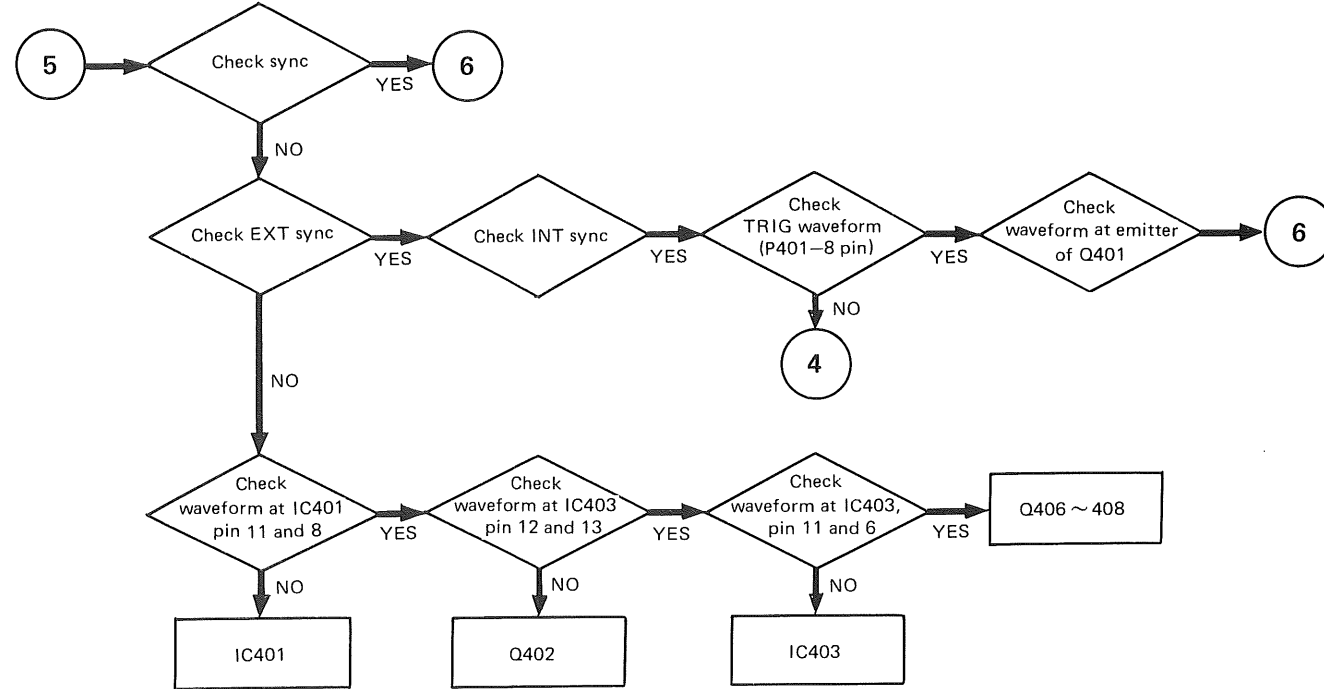 5
Check sync
YES
6
NO
Check EXT sync
YES
Check INT sync
YES
Check
TRIG waveform
(P401–8 pin)
YES
Check
waveform at emitter
of Q401
6
NO
4
NO
Check
waveform at IC401
pin 11 and 8
YES
Check
waveform at IC403
pin 12 and 13
YES
Check
waveform at IC403,
pin 11 and 6
YES
Q406 ~ 408
NO
IC401
NO
Q402
NO
IC403